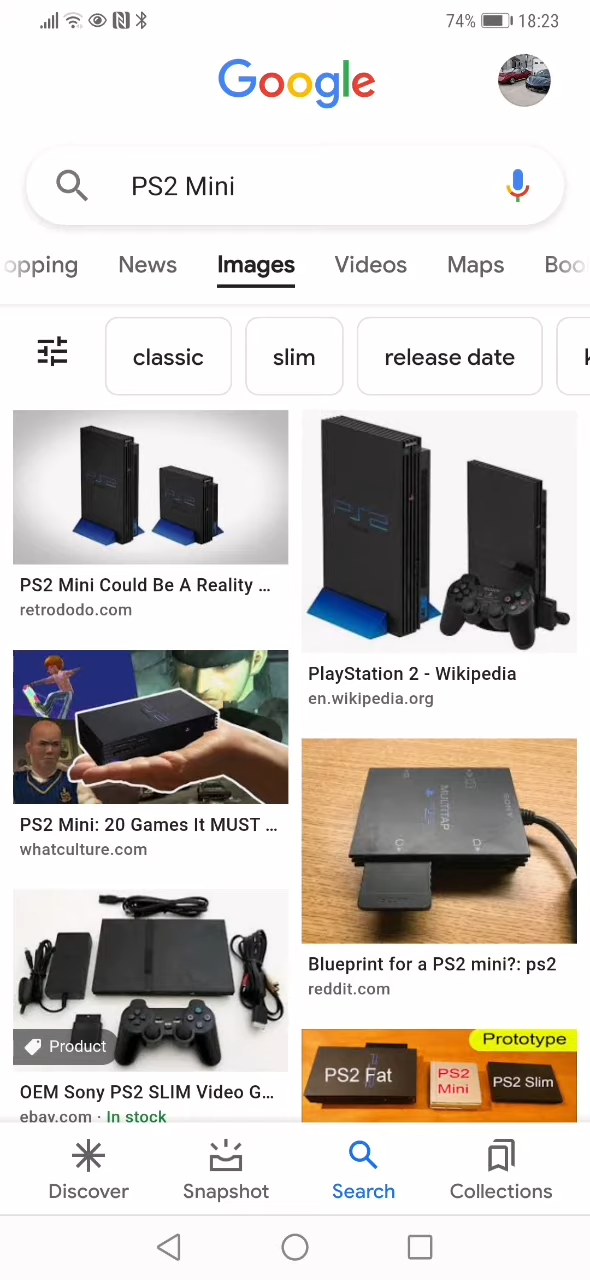 74% 18:23
Google
PS2 Mini
opping News Images Videos Maps Boo
classic slim release date
PS2 Mini Could Be A Reality ...
retrododo.com
PlayStation 2 - Wikipedia
en.wikipedia.org
PS2 Mini: 20 Games It MUST ...
whatculture.com
MULTITAP
SONY
Blueprint for a PS2 mini?: ps2
reddit.com
Product
OEM Sony PS2 SLIM Video G...
ebay.com · In stock
Prototype
PS2 Fat
PS2
Mini
PS2 Slim
Discover Snapshot Search Collections